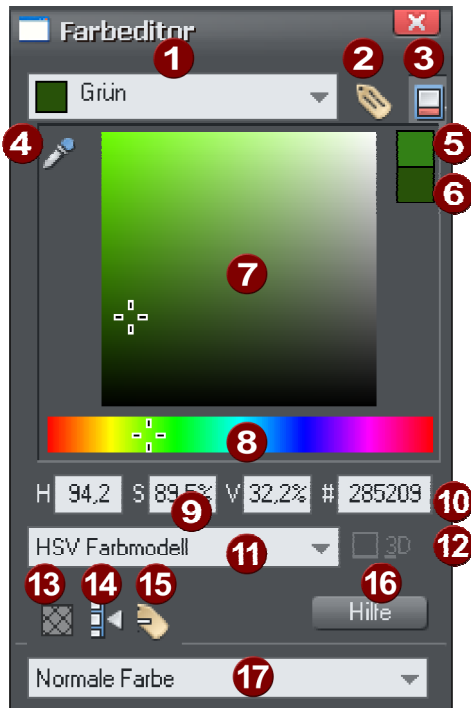 Farbeditor
1 2 3
Grün
4 5
6
7
8
H 94,2 S 89,5% V 32,2% # 285209
9 10
HSV Farbmodell 3D
11 12
13 14 15 16
Hilfe
Normale Farbe 17